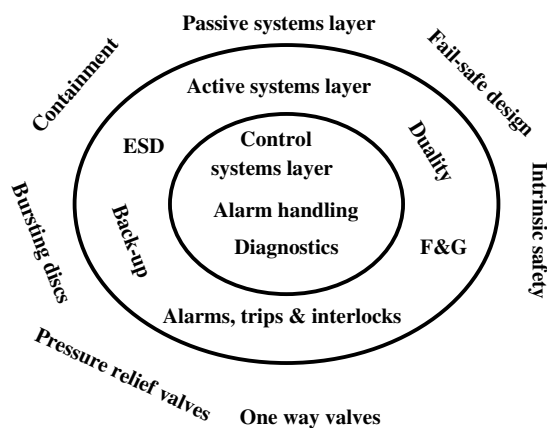 Passive systems layer
Containment
Fail-safe design
Active systems layer
ESD
Control
systems layer
Duality
Intrinsic safety
Bursting discs
Back-up
Alarm handling
Diagnostics
F&G
Alarms, trips & interlocks
Pressure relief valves
One way valves